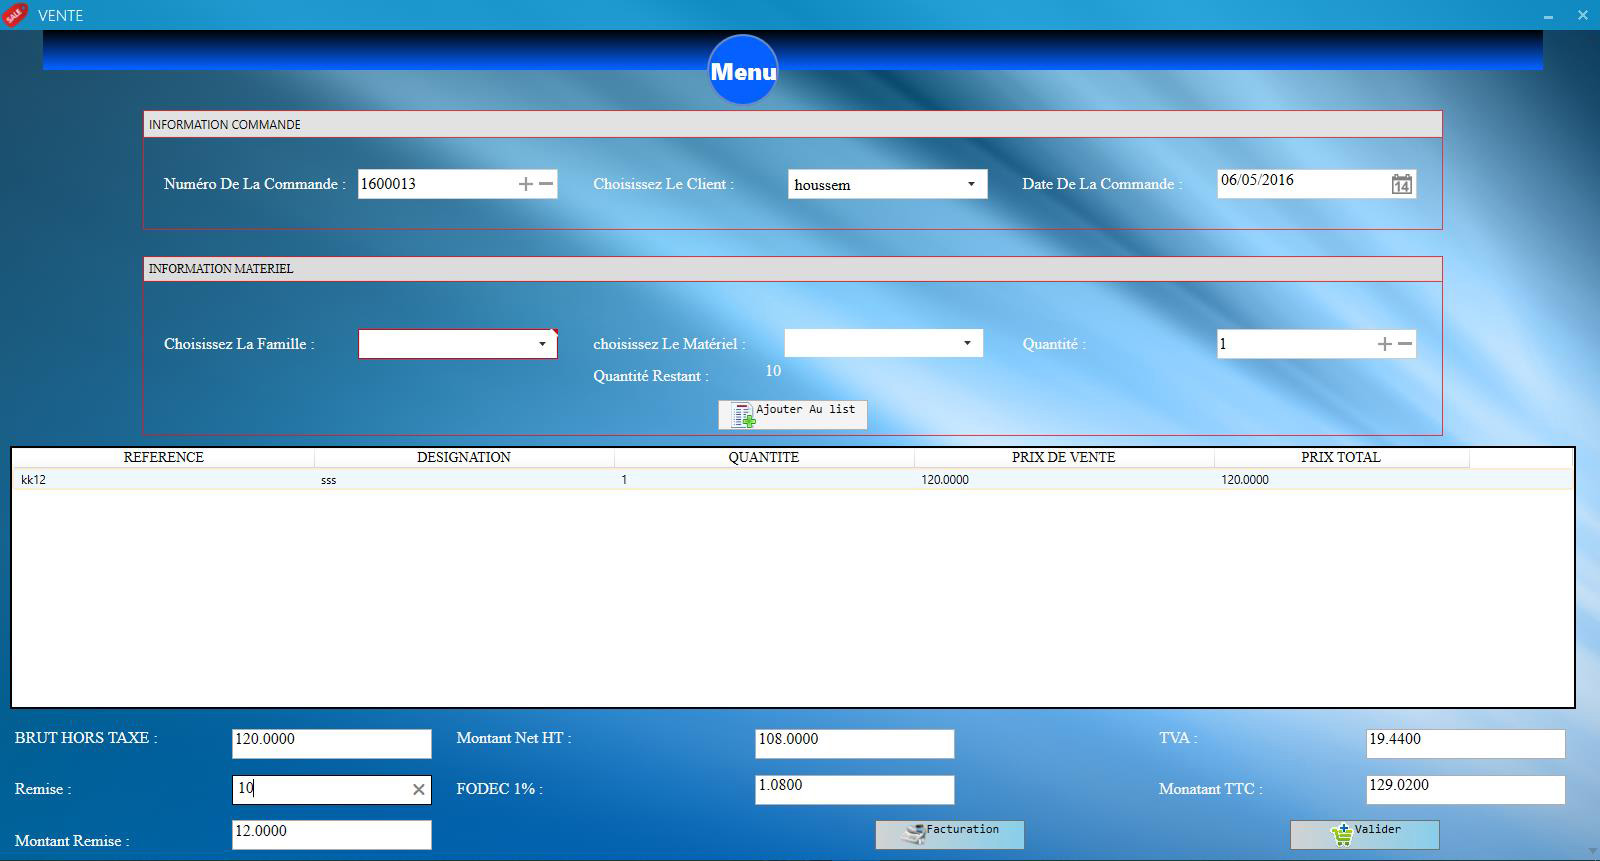 SALE VENTE
Menu
INFORMATION COMMANDE
Numéro De La Commande : 1600013 Choisissez Le Client : houssem Date De La Commande : 06/05/2016 14
INFORMATION MATERIEL
Choisissez La Famille : choisissez Le Matériel : Quantité : 1
Quantité Restant : 10
Ajouter Au list
REFERENCE DESIGNATION QUANTITE PRIX DE VENTE PRIX TOTAL
kk12 sss 1 120.0000 120.0000
BRUT HORS TAXE : 120.0000 Montant Net HT : 108.0000 TVA : 19.4400
Remise : 10 FODEC 1% : 1.0800 Monatant TTC : 129.0200
Montant Remise : 12.0000 Facturation Valider